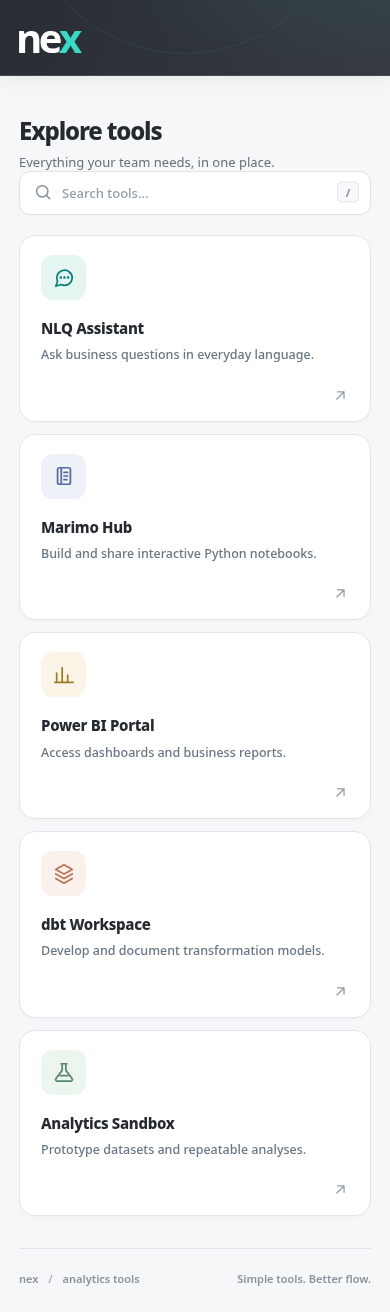 nex
Explore tools
Everything your team needs, in one place.
Search tools... /
NLQ Assistant
Ask business questions in everyday language.
Marimo Hub
Build and share interactive Python notebooks.
Power BI Portal
Access dashboards and business reports.
dbt Workspace
Develop and document transformation models.
Analytics Sandbox
Prototype datasets and repeatable analyses.
nex / analytics tools Simple tools. Better flow.